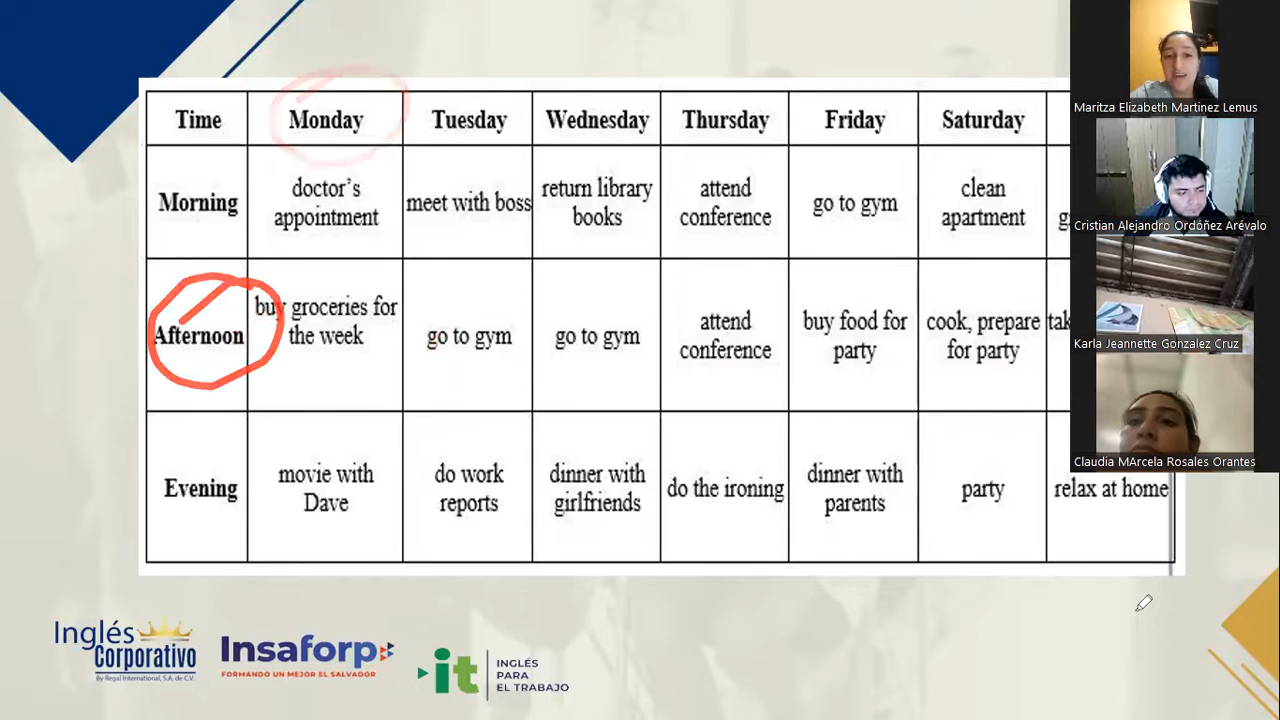 Time
Monday
Tuesday
Wednesday
Thursday
Friday
Saturday
Morning
doctor's
appointment
meet with boss
return library
books
attend
conference
go to gym
clean
apartment
Afternoon
buy groceries for
the week
go to gym
go to gym
attend
conference
buy food for
party
cook, prepare
for party
Evening
movie with
Dave
do work
reports
dinner with
girlfriends
do the ironing
dinner with
parents
party
relax at home
Maritza Elizabeth Martinez Lemus
Cristian Alejandro Ordóñez Arévalo
Karla Jeannette Gonzalez Cruz
Claudia MArcela Rosales Orantes
Inglés
Corporativo
By Regal International, S.A. de C.V.
Insaforp
FORMANDO UN MEJOR EL SALVADOR
it
INGLÉS
PARA
EL TRABAJO